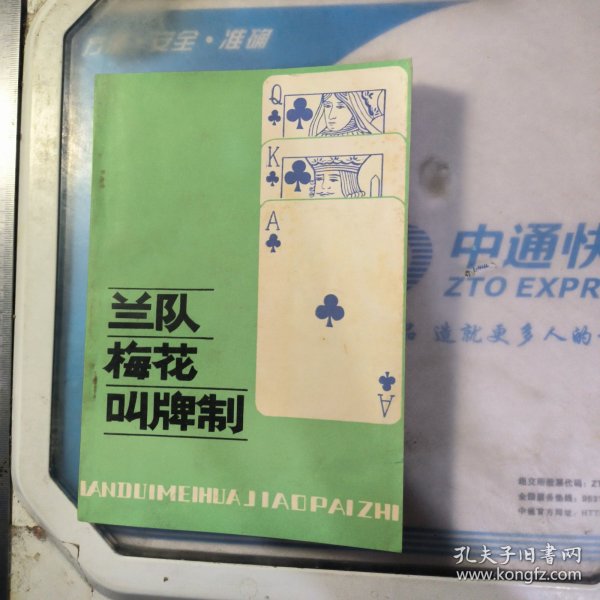 安全·准确
Q
K
A
A
兰队
梅花
叫牌制
LANDUIMEIHUAJIAOPAIZHI
中通快
ZTO EXPR
造就更多人的
孔夫子旧书网
www.kongfz.com